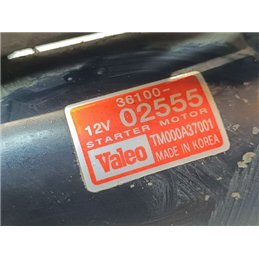 36100-
12V 02555
STARTER MOTOR
Valeo TM000A37001
MADE IN KOREA